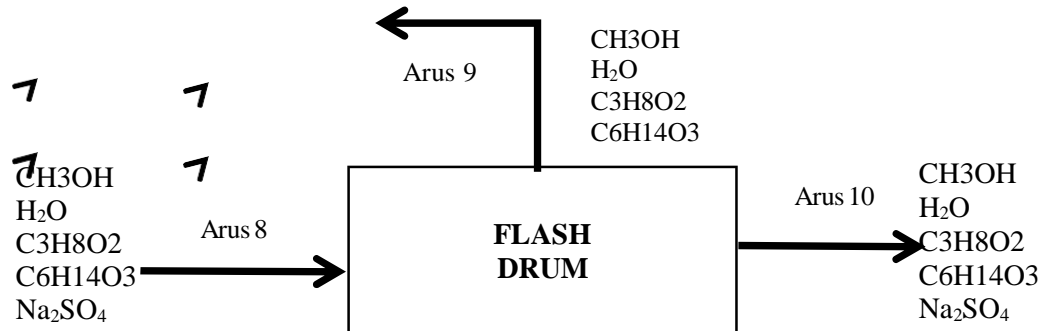 CH3OH
H₂O
C3H8O2
C6H14O3
Arus 9
CH3OH
H₂O
C3H8O2
C6H14O3
Na₂SO₄
Arus 8
FLASH
DRUM
Arus 10
CH3OH
H₂O
C3H8O2
C6H14O3
Na₂SO₄